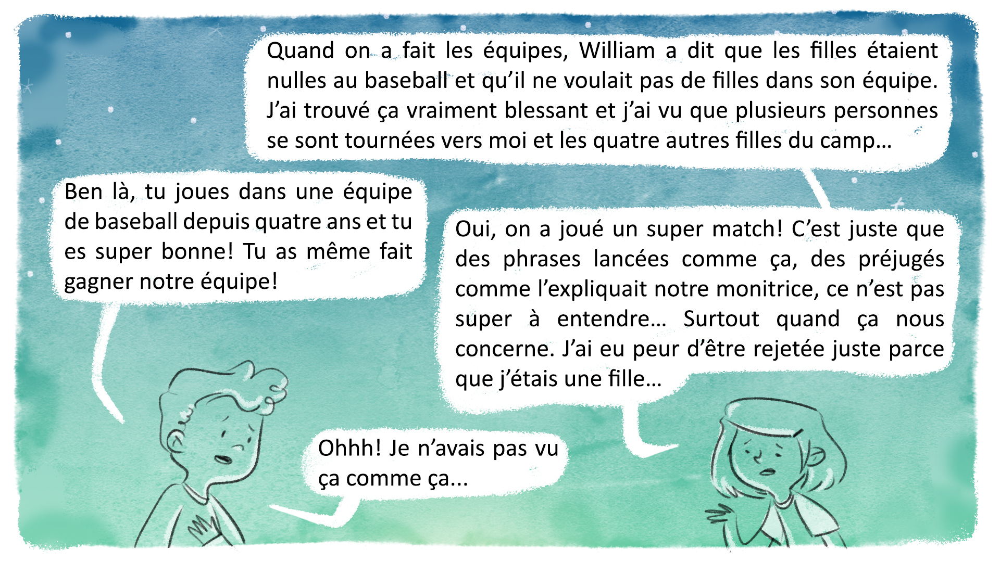 Quand on a fait les équipes, William a dit que les filles étaient
nulles au baseball et qu’il ne voulait pas de filles dans son équipe.
J’ai trouvé ça vraiment blessant et j’ai vu que plusieurs personnes
se sont tournées vers moi et les quatre autres filles du camp…
Ben là, tu joues dans une équipe
de baseball depuis quatre ans et tu
es super bonne! Tu as même fait
gagner notre équipe!
Oui, on a joué un super match! C’est juste que
des phrases lancées comme ça, des préjugés
comme l’expliquait notre monitrice, ce n’est pas
super à entendre… Surtout quand ça nous
concerne. J’ai eu peur d’être rejetée juste parce
que j’étais une fille…
Ohhh! Je n’avais pas vu
ça comme ça...